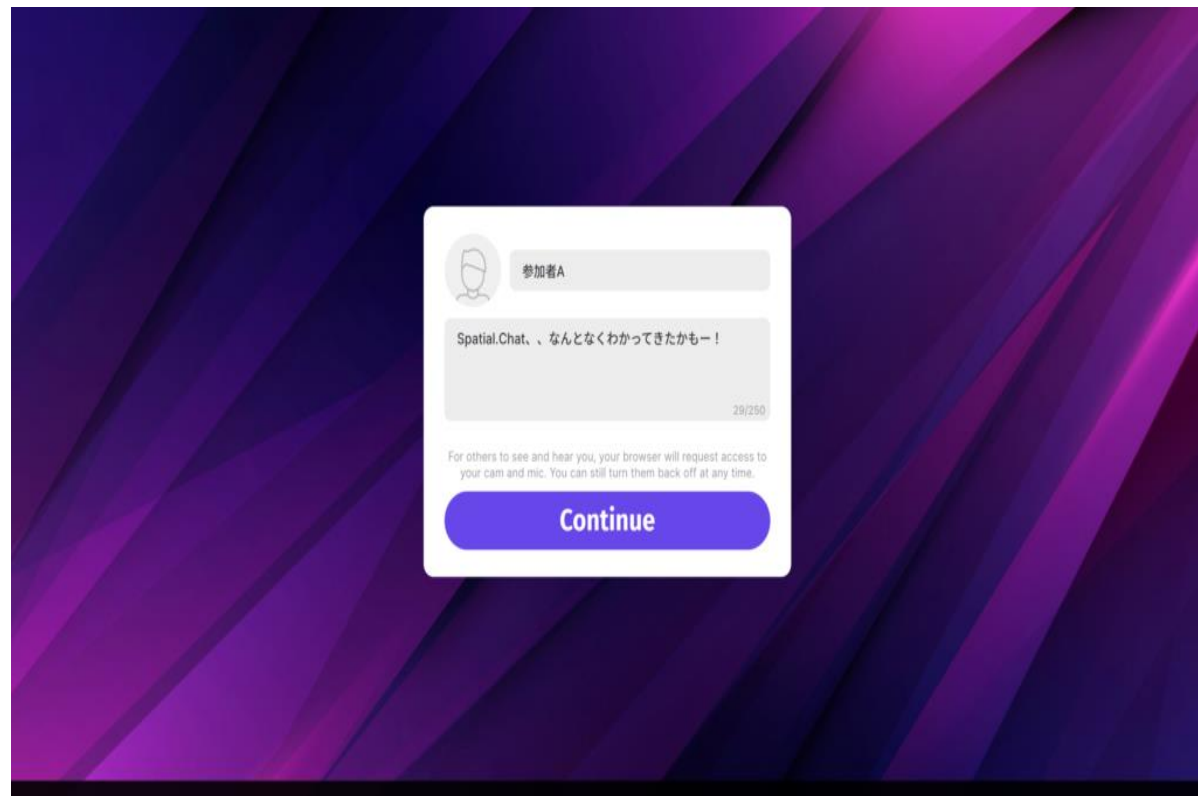 参加者A
Spatial.Chat、、なんとなくわかってきたかもー！
29/250
For others to see and hear you, your browser will request access to
your cam and mic. You can still turn them back off at any time.
Continue